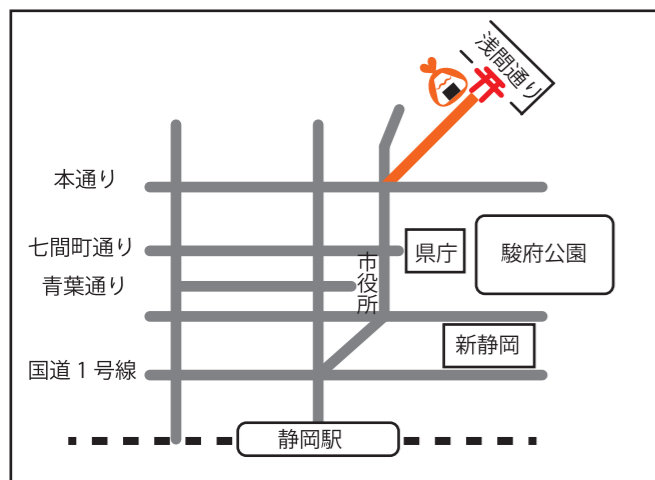 浅間通り
本通り
七間町通り
県庁
駿府公園
市役所
青葉通り
新静岡
国道1号線
静岡駅